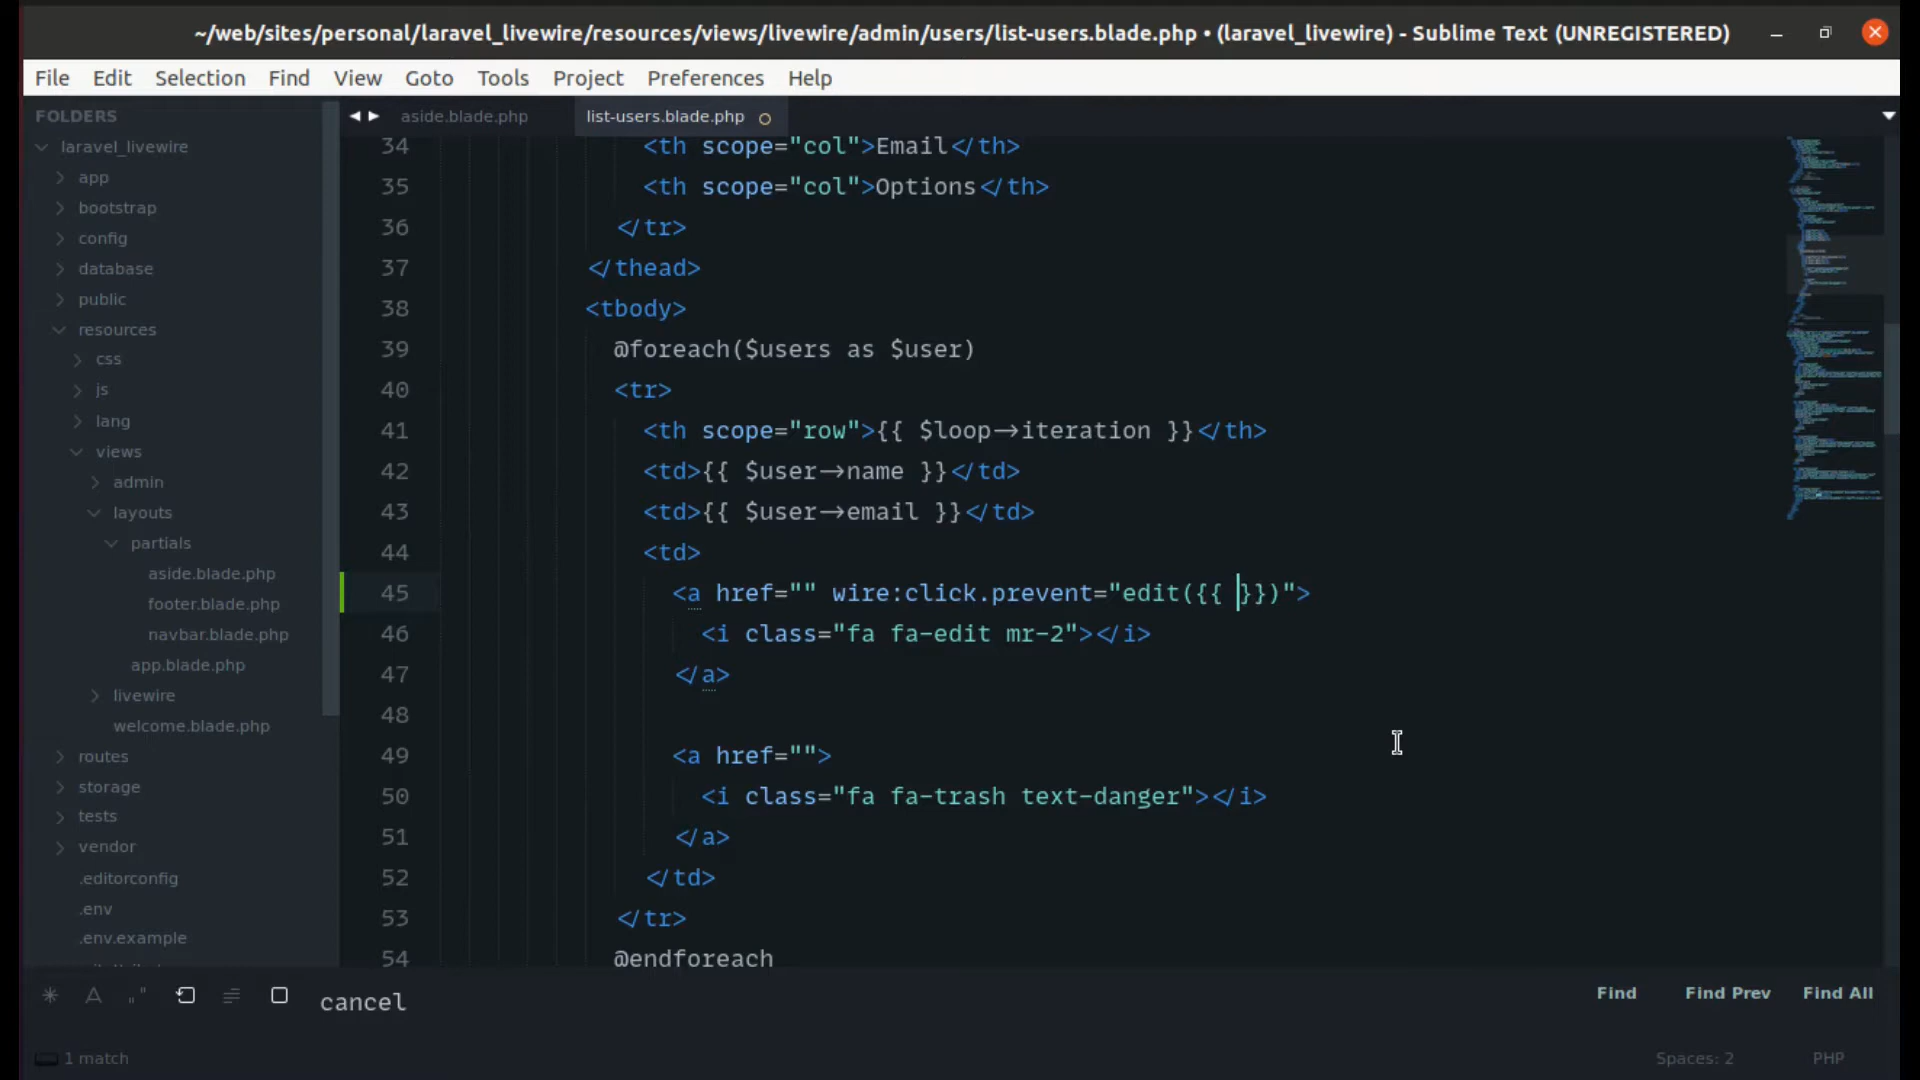 ~/web/sites/personal/laravel_livewire/resources/views/livewire/admin/users/list-users.blade.php • (laravel_livewire) - Sublime Text (UNREGISTERED)
File Edit Selection Find View Goto Tools Project Preferences Help
FOLDERS
laravel_livewire
app
bootstrap
config
database
public
resources
css
js
lang
views
admin
layouts
partials
aside.blade.php
footer.blade.php
navbar.blade.php
app.blade.php
livewire
welcome.blade.php
routes
storage
tests
vendor
.editorconfig
.env
.env.example
aside.blade.php list-users.blade.php
34 <th scope="col">Email</th>
35 <th scope="col">Options</th>
36 </tr>
37 </thead>
38 <tbody>
39 @foreach($users as $user)
40 <tr>
41 <th scope="row">{{ $loop->iteration }}</th>
42 <td>{{ $user->name }}</td>
43 <td>{{ $user->email }}</td>
44 <td>
45 <a href="" wire:click.prevent="edit({{ }})">
46 <i class="fa fa-edit mr-2"></i>
47 </a>
48
49 <a href="">
50 <i class="fa fa-trash text-danger"></i>
51 </a>
52 </td>
53 </tr>
54 @endforeach
cancel
Find Find Prev Find All
1 match
Spaces: 2 PHP